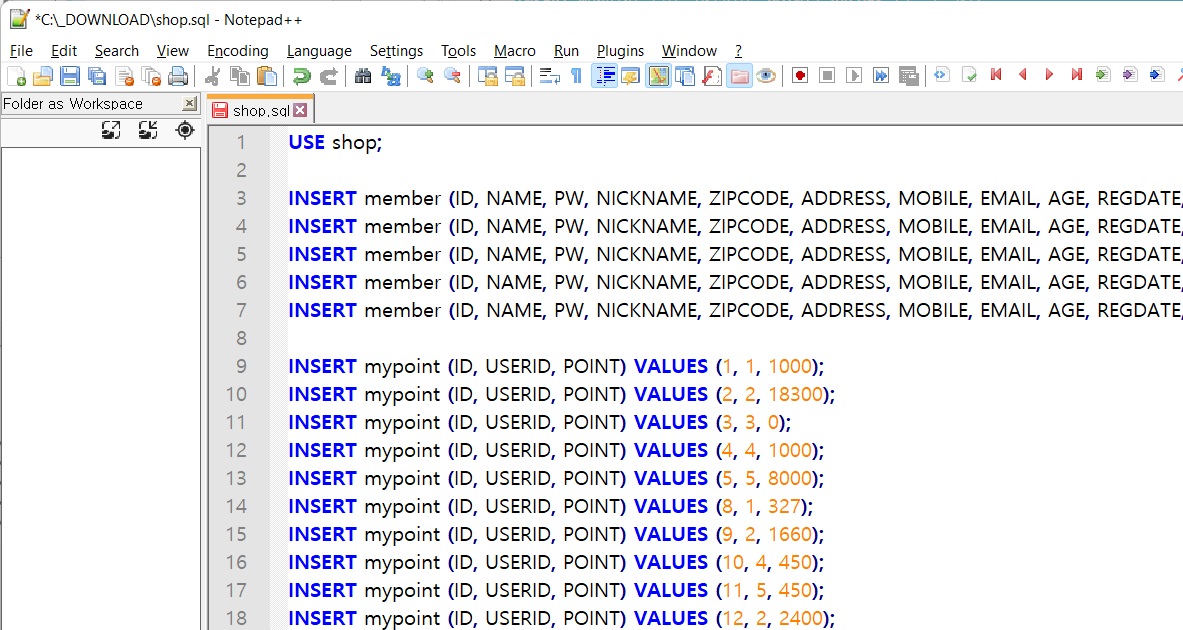 *C:\_DOWNLOAD\shop.sql - Notepad++
File Edit Search View Encoding Language Settings Tools Macro Run Plugins Window ?
Folder as Workspace
shop.sql
1 USE shop;
2
3 INSERT member (ID, NAME, PW, NICKNAME, ZIPCODE, ADDRESS, MOBILE, EMAIL, AGE, REGDATE,
4 INSERT member (ID, NAME, PW, NICKNAME, ZIPCODE, ADDRESS, MOBILE, EMAIL, AGE, REGDATE,
5 INSERT member (ID, NAME, PW, NICKNAME, ZIPCODE, ADDRESS, MOBILE, EMAIL, AGE, REGDATE,
6 INSERT member (ID, NAME, PW, NICKNAME, ZIPCODE, ADDRESS, MOBILE, EMAIL, AGE, REGDATE,
7 INSERT member (ID, NAME, PW, NICKNAME, ZIPCODE, ADDRESS, MOBILE, EMAIL, AGE, REGDATE,
8
9 INSERT mypoint (ID, USERID, POINT) VALUES (1, 1, 1000);
10 INSERT mypoint (ID, USERID, POINT) VALUES (2, 2, 18300);
11 INSERT mypoint (ID, USERID, POINT) VALUES (3, 3, 0);
12 INSERT mypoint (ID, USERID, POINT) VALUES (4, 4, 1000);
13 INSERT mypoint (ID, USERID, POINT) VALUES (5, 5, 8000);
14 INSERT mypoint (ID, USERID, POINT) VALUES (8, 1, 327);
15 INSERT mypoint (ID, USERID, POINT) VALUES (9, 2, 1660);
16 INSERT mypoint (ID, USERID, POINT) VALUES (10, 4, 450);
17 INSERT mypoint (ID, USERID, POINT) VALUES (11, 5, 450);
18 INSERT mypoint (ID, USERID, POINT) VALUES (12, 2, 2400);